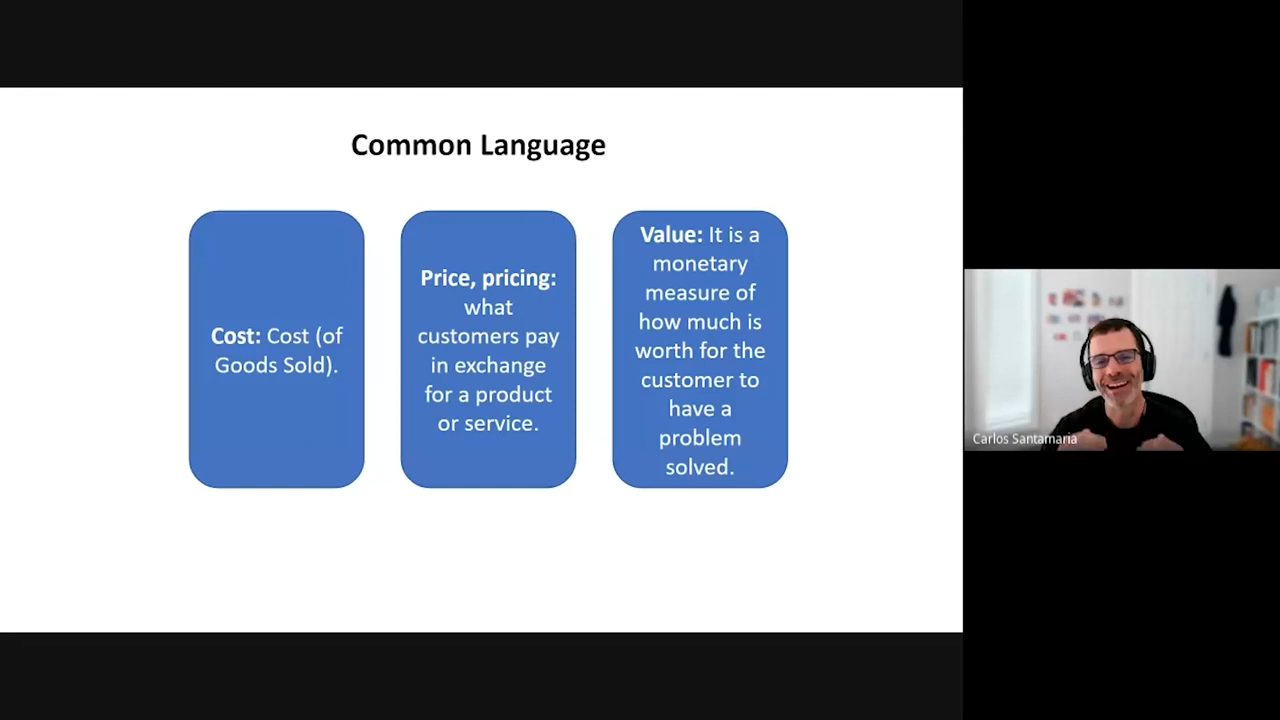 Common Language
Cost: Cost (of
Goods Sold).
Price, pricing:
what
customers pay
in exchange
for a product
or service.
Value: It is a
monetary
measure of
how much is
worth for the
customer to
have a
problem
solved.
Carlos Santamaria